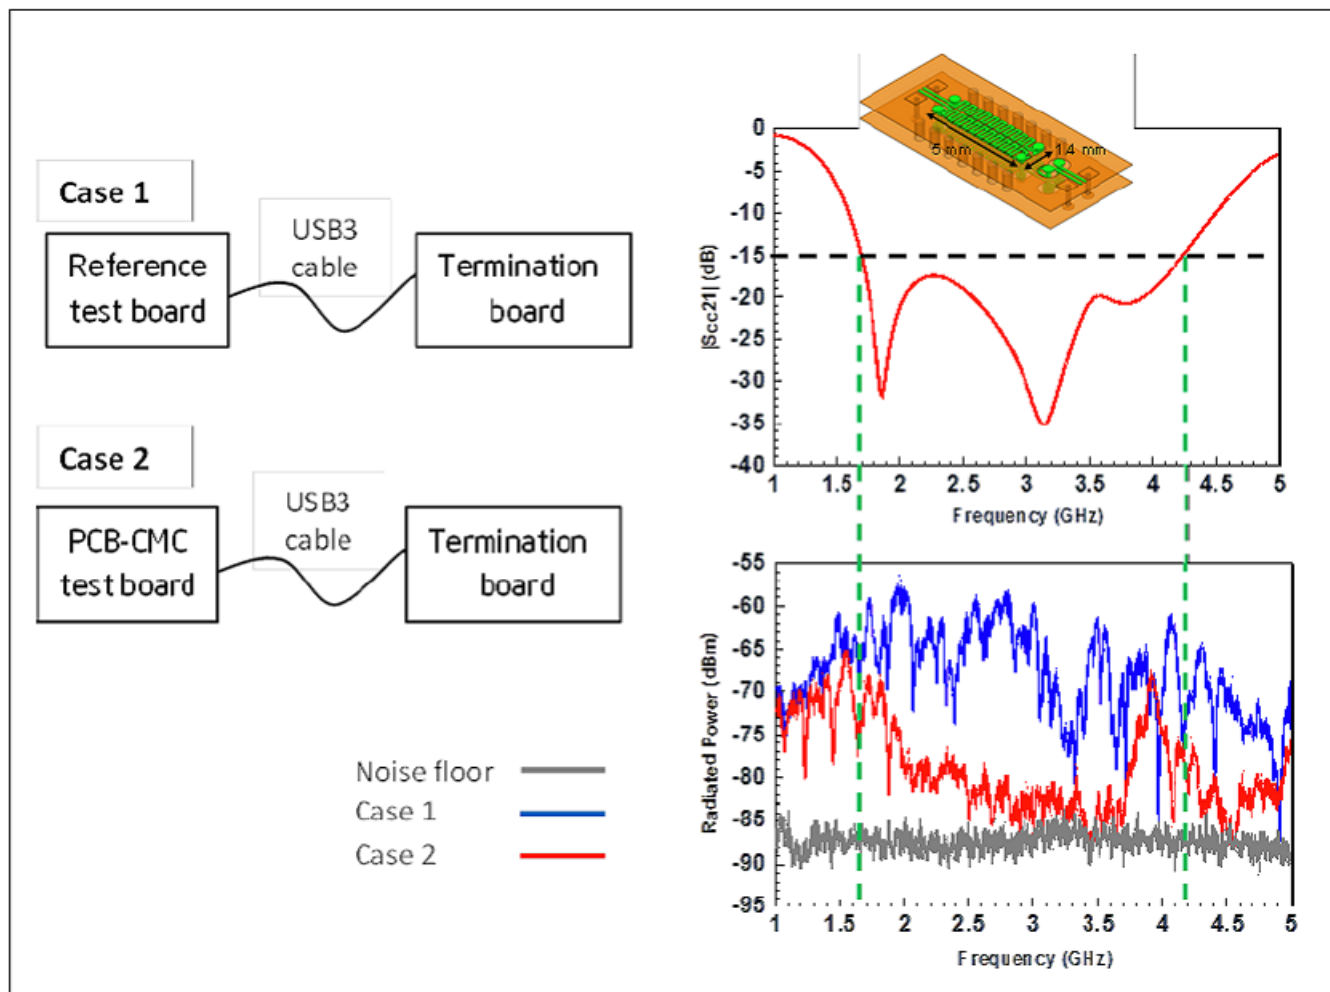 Case 1
USB3
cable
Reference
test board
Termination
board
Case 2
USB3
cable
PCB-CMC
test board
Termination
board
Noise floor
Case 1
Case 2
5 mm
1.4 mm
|Scc21| (dB)
0
-5
-10
-15
-20
-25
-30
-35
-40
1 1.5 2 2.5 3 3.5 4 4.5 5
Frequency (GHz)
Radiated Power (dBm)
-55
-60
-65
-70
-75
-80
-85
-90
-95
1 1.5 2 2.5 3 3.5 4 4.5 5
Frequency (GHz)